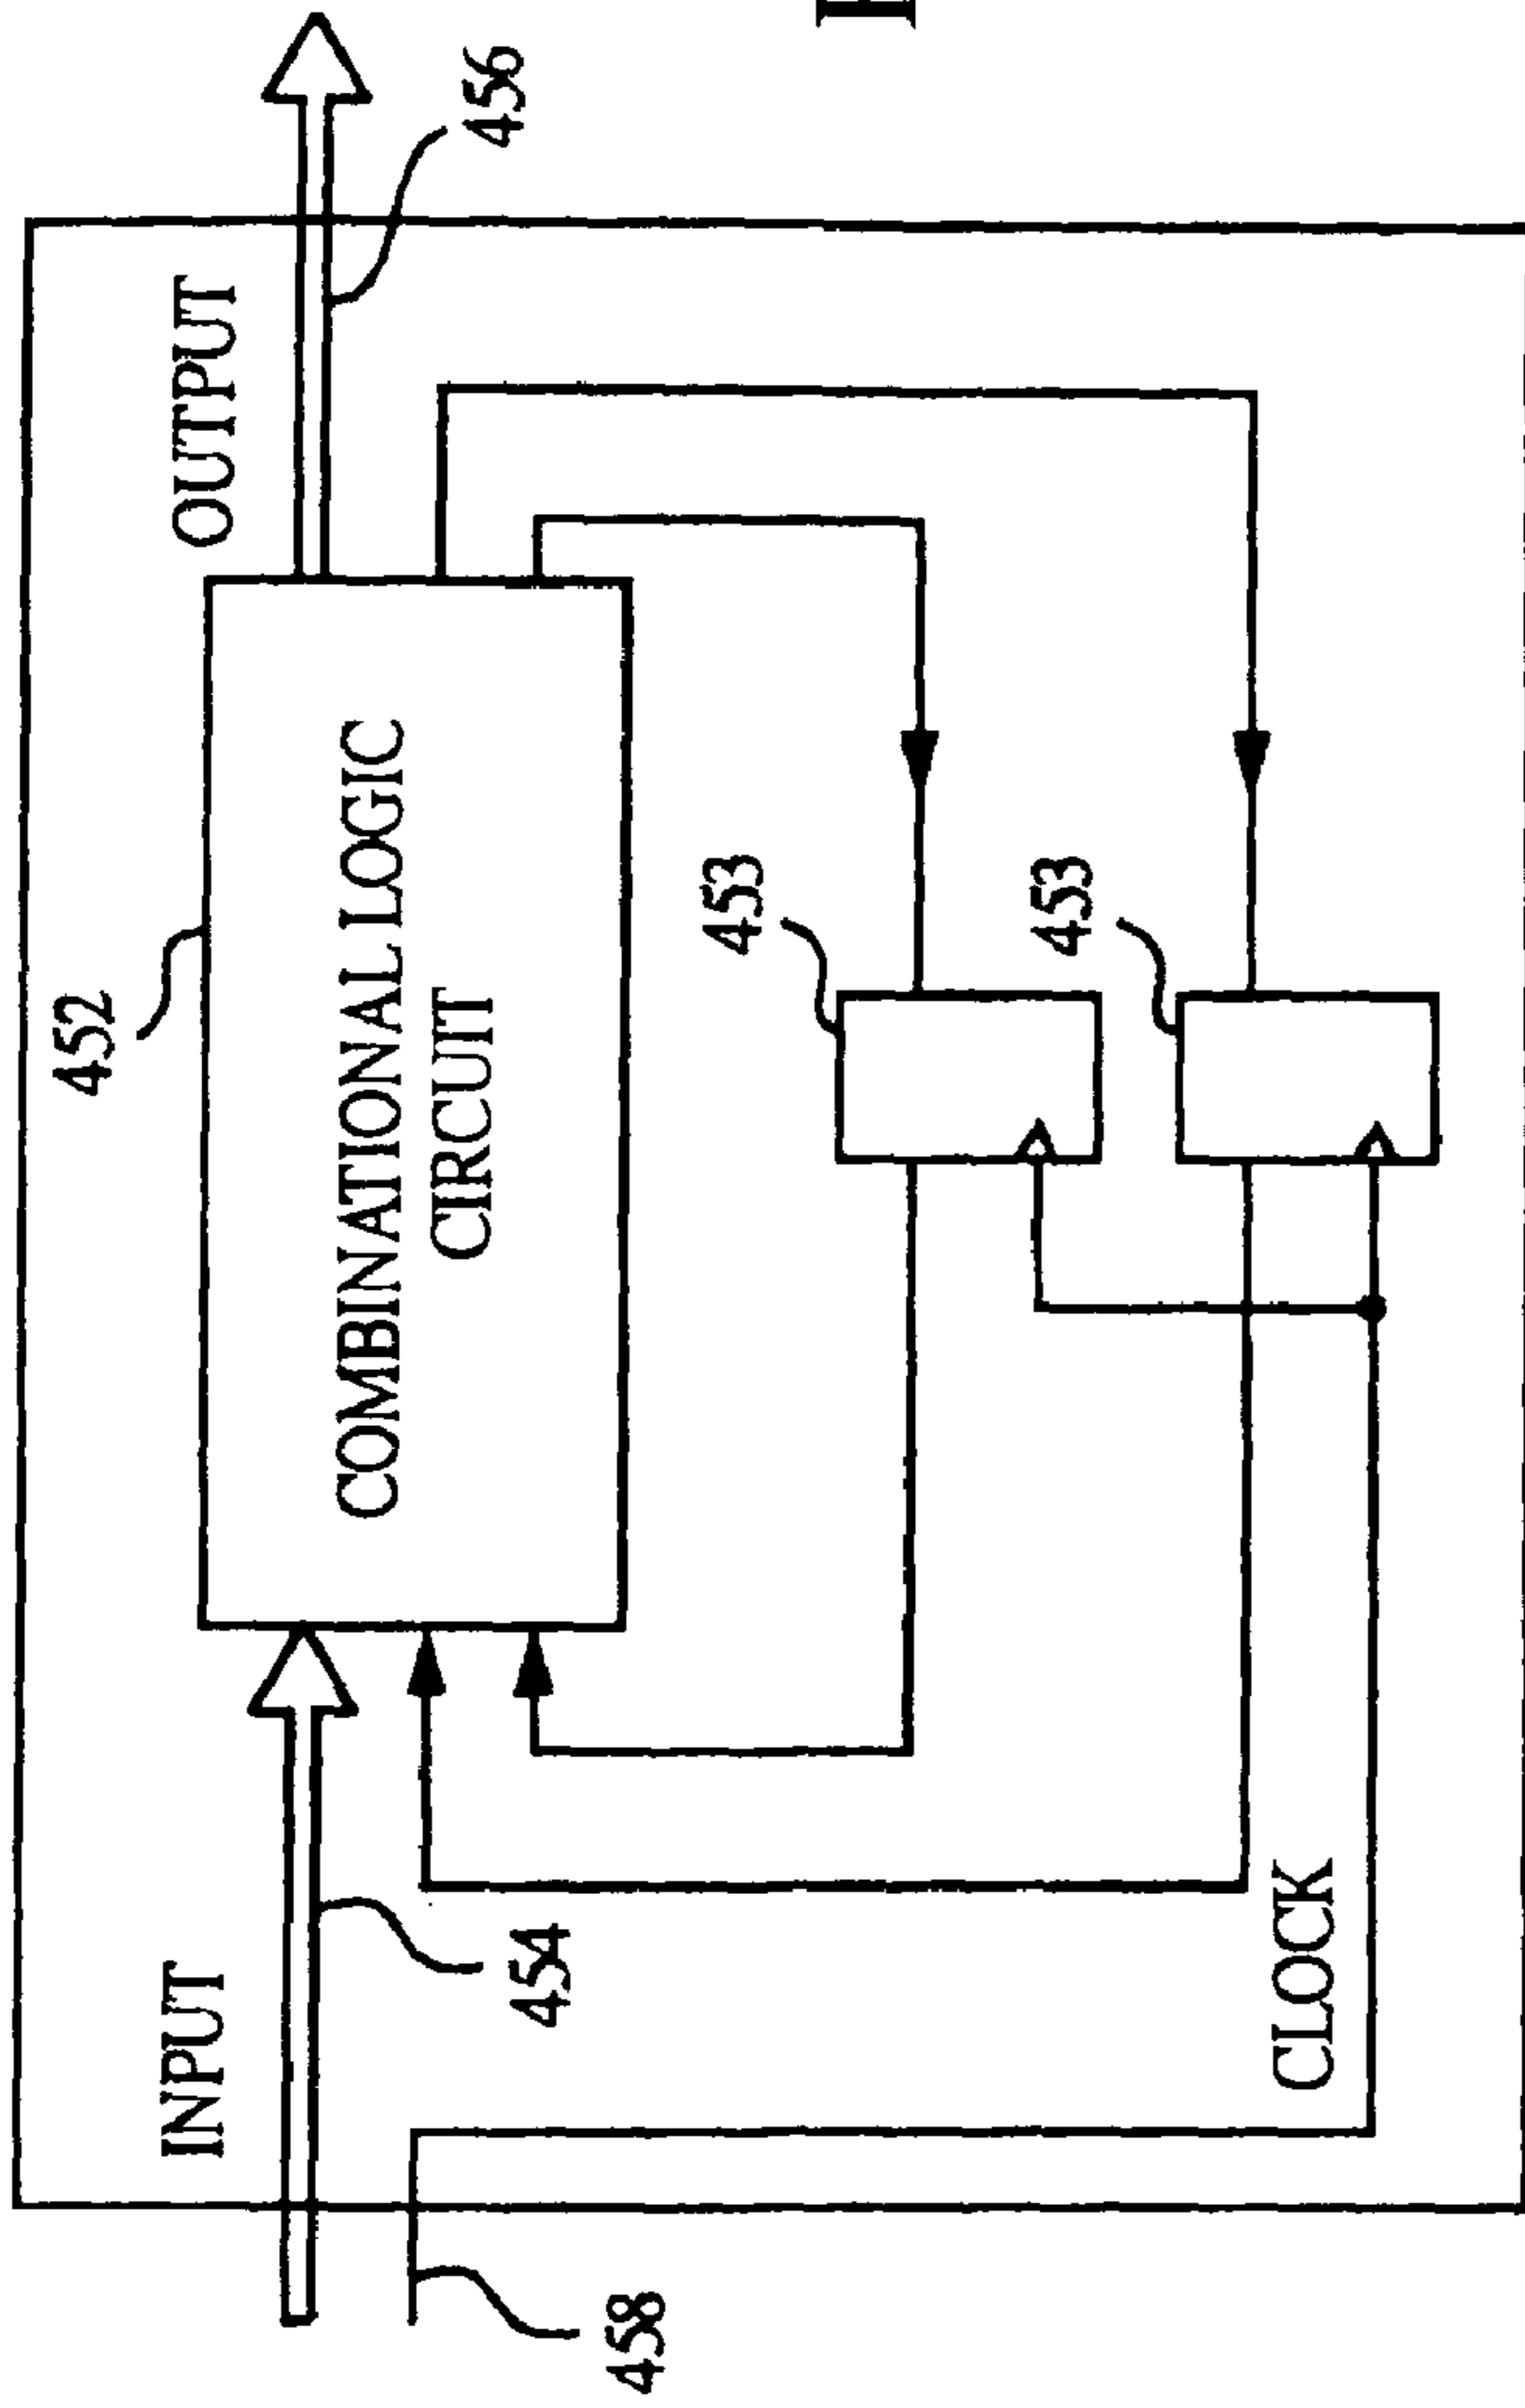 452
INPUT
OUTPUT
COMBINATIONAL LOGIC
CIRCUIT
454
456
458
453
453
CLOCK